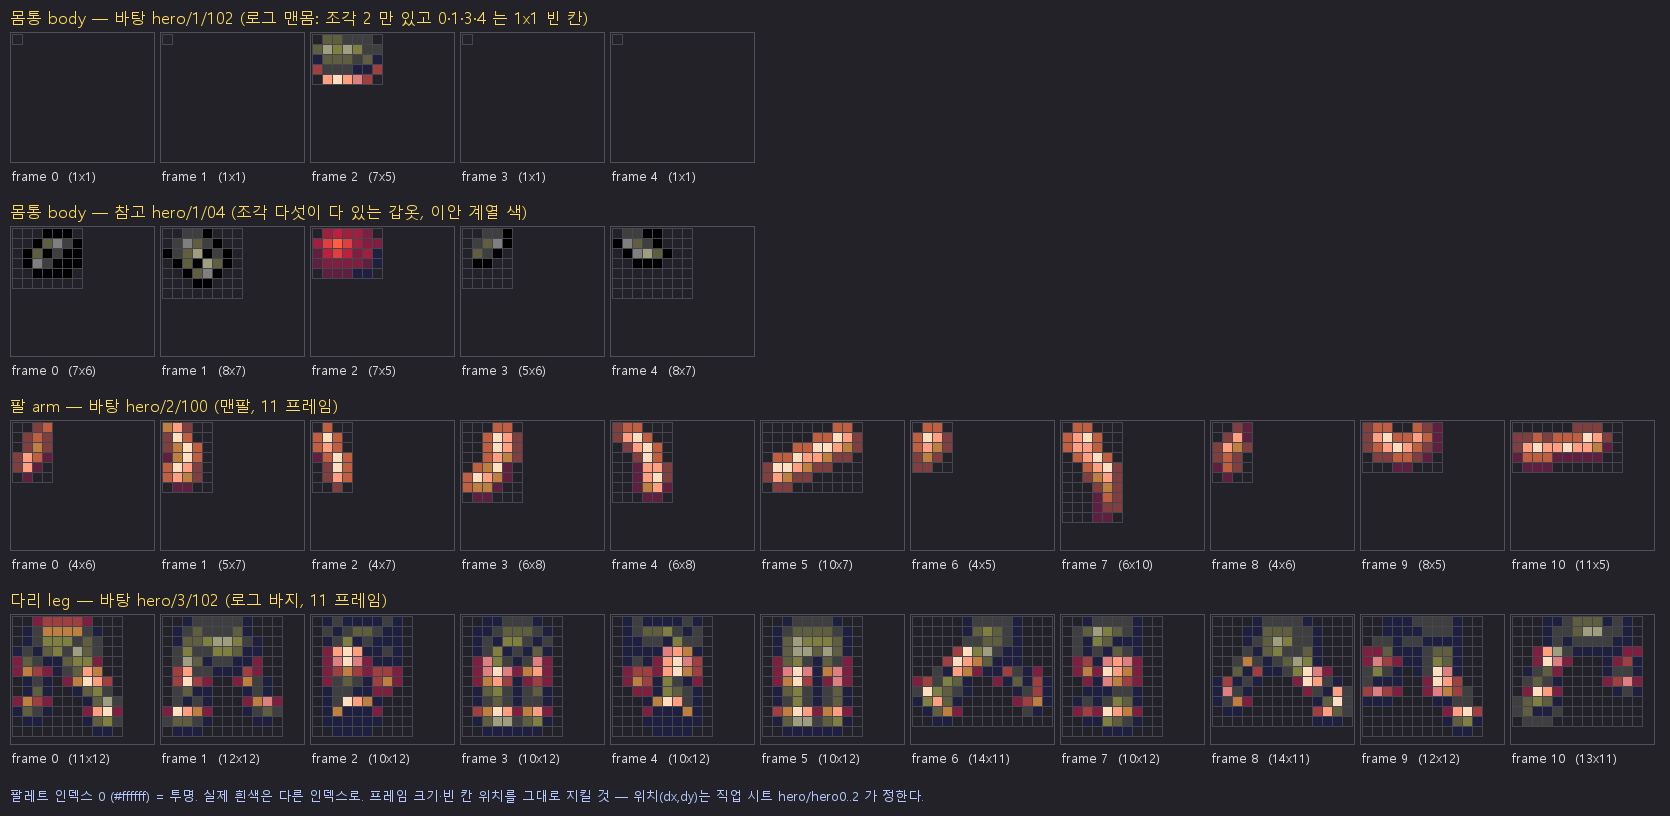 몸통 body — 바탕 hero/1/102 (로그 맨몸: 조각 2 만 있고 0·1·3·4 는 1x1 빈 칸)
frame 0 (1x1) frame 1 (1x1) frame 2 (7x5) frame 3 (1x1) frame 4 (1x1)
몸통 body — 참고 hero/1/04 (조각 다섯이 다 있는 갑옷, 이안 계열 색)
frame 0 (7x6) frame 1 (8x7) frame 2 (7x5) frame 3 (5x6) frame 4 (8x7)
팔 arm — 바탕 hero/2/100 (맨팔, 11 프레임)
frame 0 (4x6) frame 1 (5x7) frame 2 (4x7) frame 3 (6x8) frame 4 (6x8) frame 5 (10x7) frame 6 (4x5) frame 7 (6x10) frame 8 (4x6) frame 9 (8x5) frame 10 (11x5)
다리 leg — 바탕 hero/3/102 (로그 바지, 11 프레임)
frame 0 (11x12) frame 1 (12x12) frame 2 (10x12) frame 3 (10x12) frame 4 (10x12) frame 5 (10x12) frame 6 (14x11) frame 7 (10x12) frame 8 (14x11) frame 9 (12x12) frame 10 (13x11)
팔레트 인덱스 0 (#ffffff) = 투명. 실제 흰색은 다른 인덱스로. 프레임 크기·빈 칸 위치를 그대로 지킬 것 — 위치(dx,dy)는 직업 시트 hero/hero0..2 가 정한다.